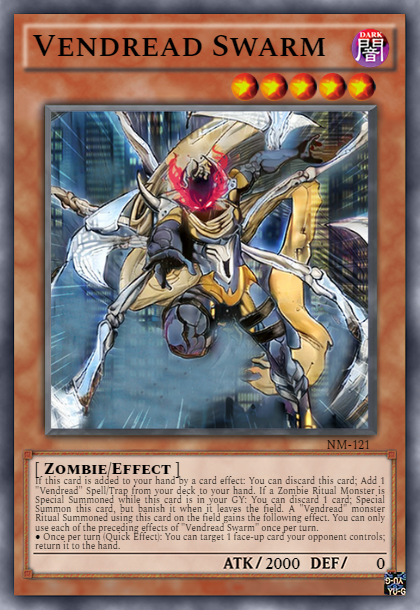 Vendread Swarm
DARK
闇
NM-121
[ Zombie/Effect ]
If this card is added to your hand by a card effect: You can discard this card; Add 1
"Vendread" Spell/Trap from your deck to your hand. If a Zombie Ritual Monster is
Special Summoned while this card is in your GY: You can discard 1 card; Special
Summon this card, but banish it when it leaves the field. A "Vendread" monster
Ritual Summoned using this card on the field gains the following effect. You can only
use each of the preceding effects of "Vendread Swarm" once per turn.
● Once per turn (Quick Effect): You can target 1 face-up card your opponent controls;
return it to the hand.
ATK/ 2000 DEF/ 0